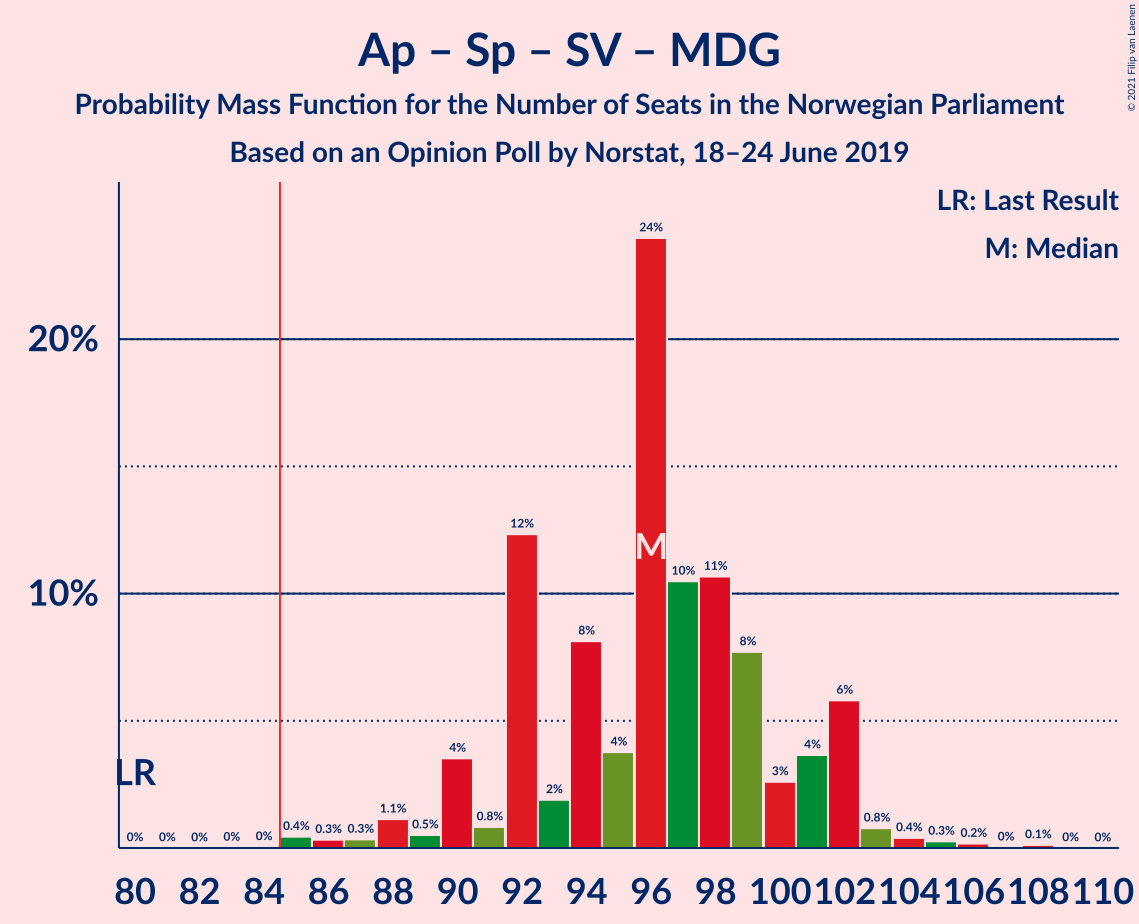 Ap – Sp – SV – MDG
Probability Mass Function for the Number of Seats in the Norwegian Parliament
Based on an Opinion Poll by Norstat, 18–24 June 2019
© 2021 Filip van Laenen
LR: Last Result
M: Median
24%
20%
12%
M
10%
11%
10%
8%
8%
6%
4%
4%
4%
LR
3%
2%
1.1%
0% 0% 0% 0% 0% 0.4% 0.3% 0.3% 0.5% 0.8% 0.8% 0.4% 0.3% 0.2% 0% 0.1% 0% 0%
80 82 84 86 88 90 92 94 96 98 100 102 104 106 108 110